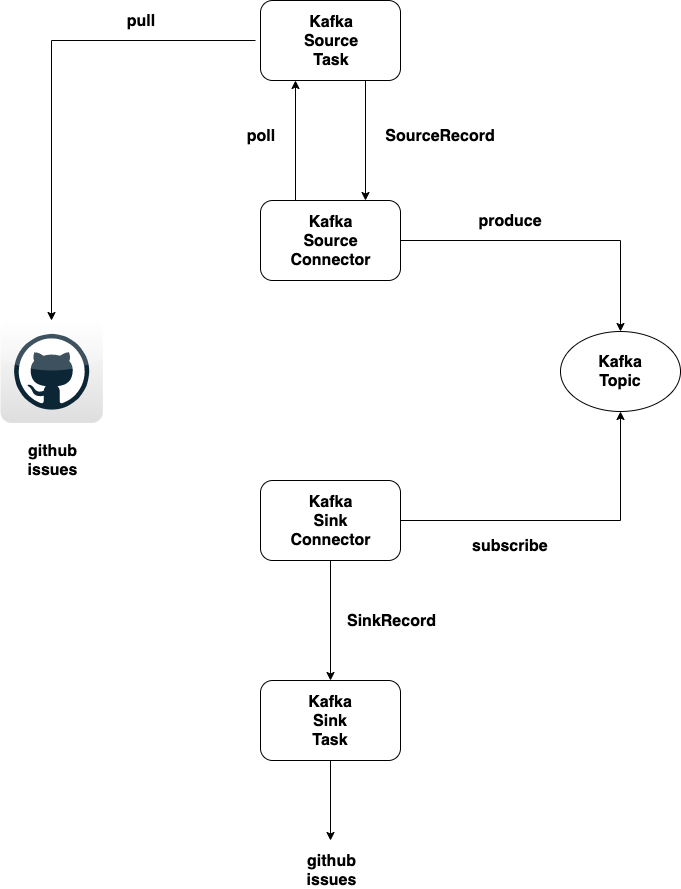 pull
Kafka
Source
Task
poll
SourceRecord
Kafka
Source
Connector
produce
Kafka
Topic
github
issues
Kafka
Sink
Connector
subscribe
SinkRecord
Kafka
Sink
Task
github
issues